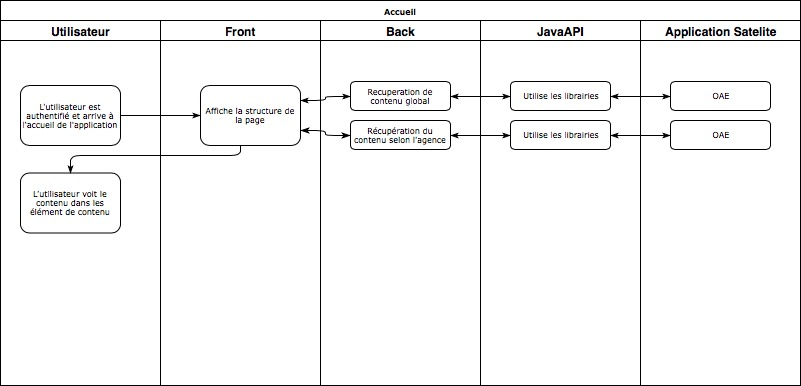 Accueil
Utilisateur
Front
Back
JavaAPI
Application Satelite
L'utilisateur est
authentifié et arrive à
l'accueil de l'application
Affiche la structure de
la page
Recuperation de
contenu global
Utilise les librairies
OAE
Récupération du
contenu selon l'agence
Utilise les librairies
OAE
L'utilisateur voit le
contenu dans les
élément de contenu